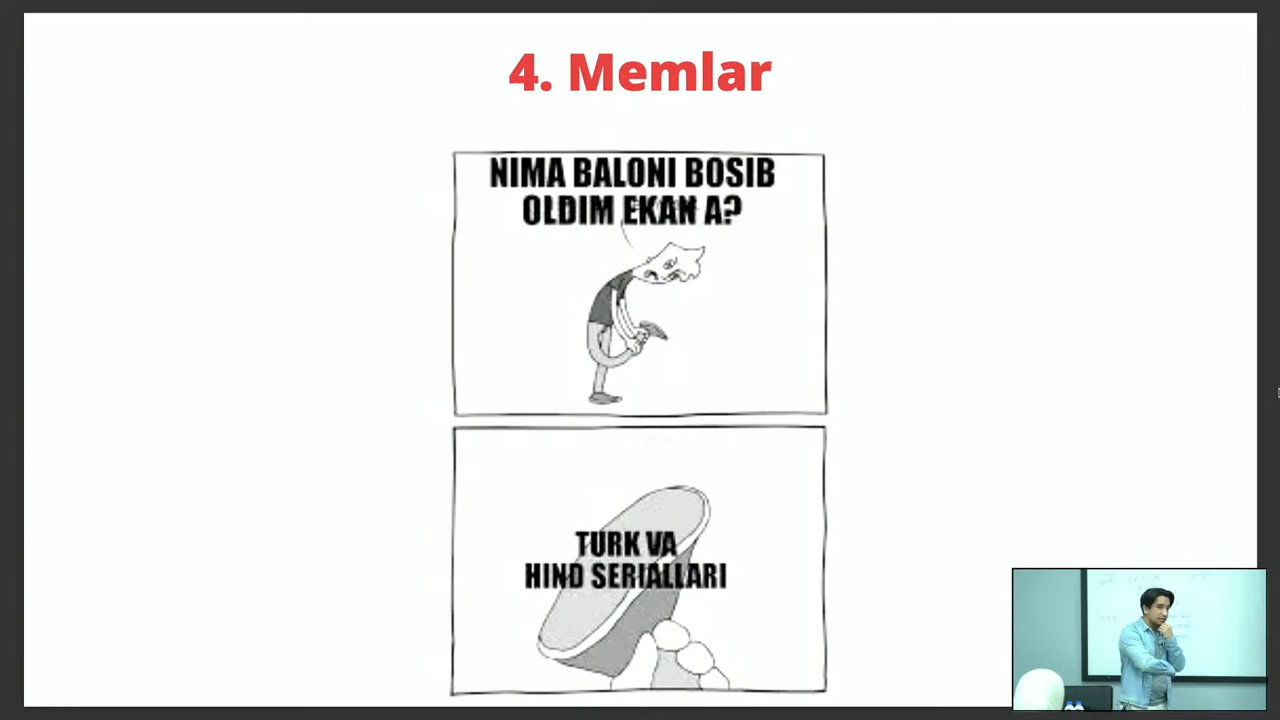 4. Memlar
NIMA BALONI BOSIB
OLDIM EKAN A?
TURK VA
HIND SERIALLARI